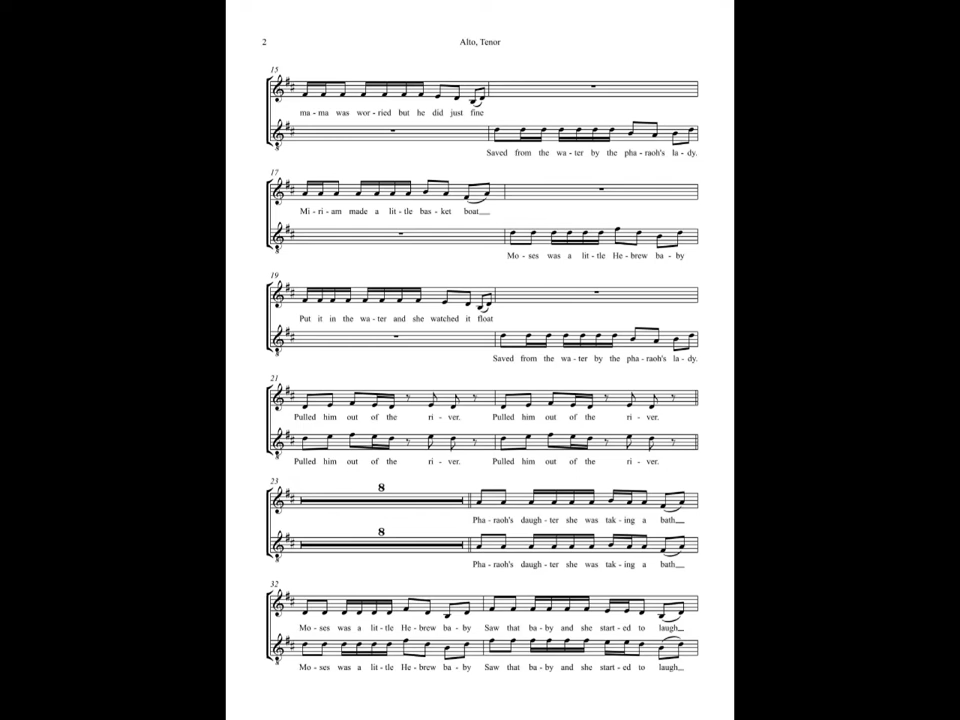 2
Alto, Tenor
15
ma - ma was wor - ried but he did just fine
8
Saved from the wa - ter by the pha - raoh's la - dy.
17
Mi - ri - am made a lit - tle bas - ket boat
8
Mo - ses was a lit - tle He - brew ba - by
19
Put it in the wa - ter and she watched it float
8
Saved from the wa - ter by the pha - raoh's la - dy.
21
Pulled him out of the ri - ver. Pulled him out of the ri - ver.
8
Pulled him out of the ri - ver. Pulled him out of the ri - ver.
23
8
Pha - raoh's daugh - ter she was tak - ing a bath
8
8
Pha - raoh's daugh - ter she was tak - ing a bath
32
Mo - ses was a lit - tle He - brew ba - by Saw that ba - by and she start - ed to laugh
8
Mo - ses was a lit - tle He - brew ba - by Saw that ba - by and she start - ed to laugh